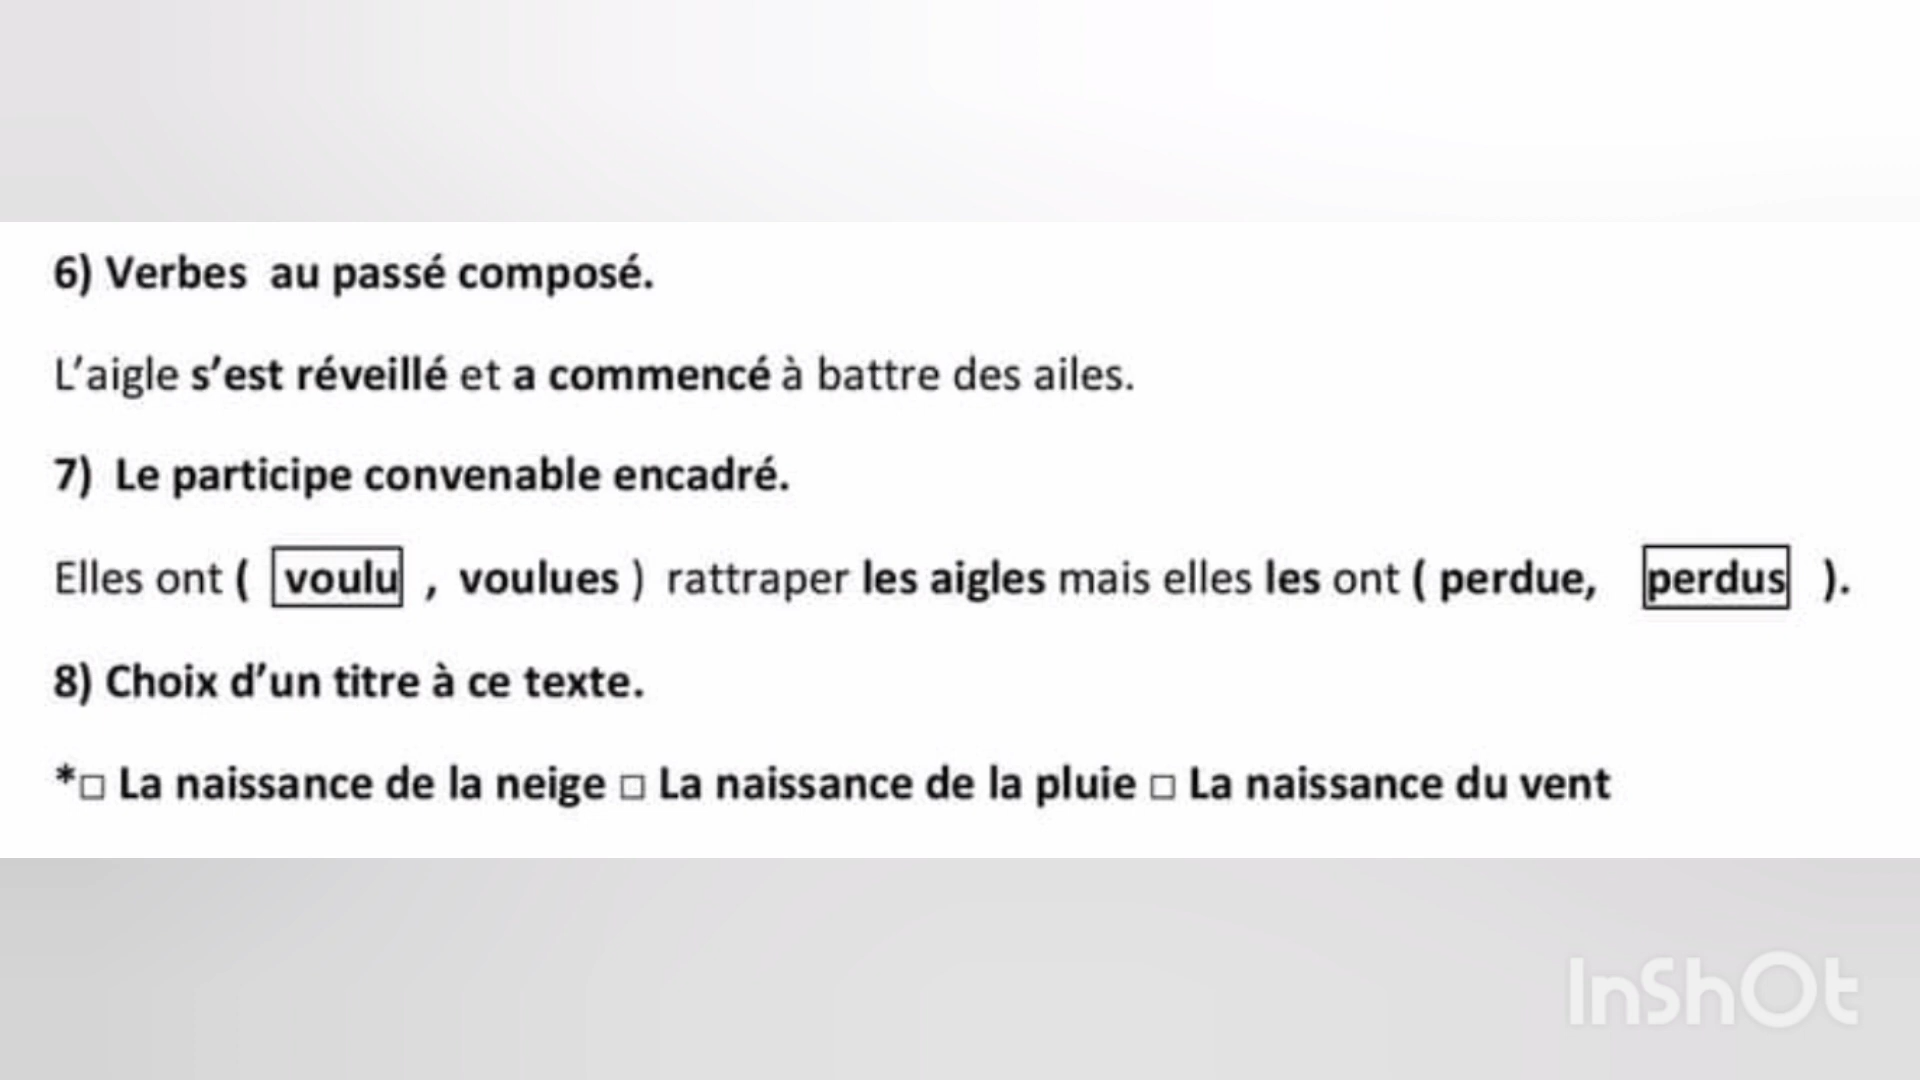 6) Verbes au passé composé.
L’aigle s’est réveillé et a commencé à battre des ailes.
7) Le participe convenable encadré.
Elles ont ( voulu , voulues ) rattraper les aigles mais elles les ont ( perdue, perdus ).
8) Choix d’un titre à ce texte.
*□ La naissance de la neige □ La naissance de la pluie □ La naissance du vent
InShOt